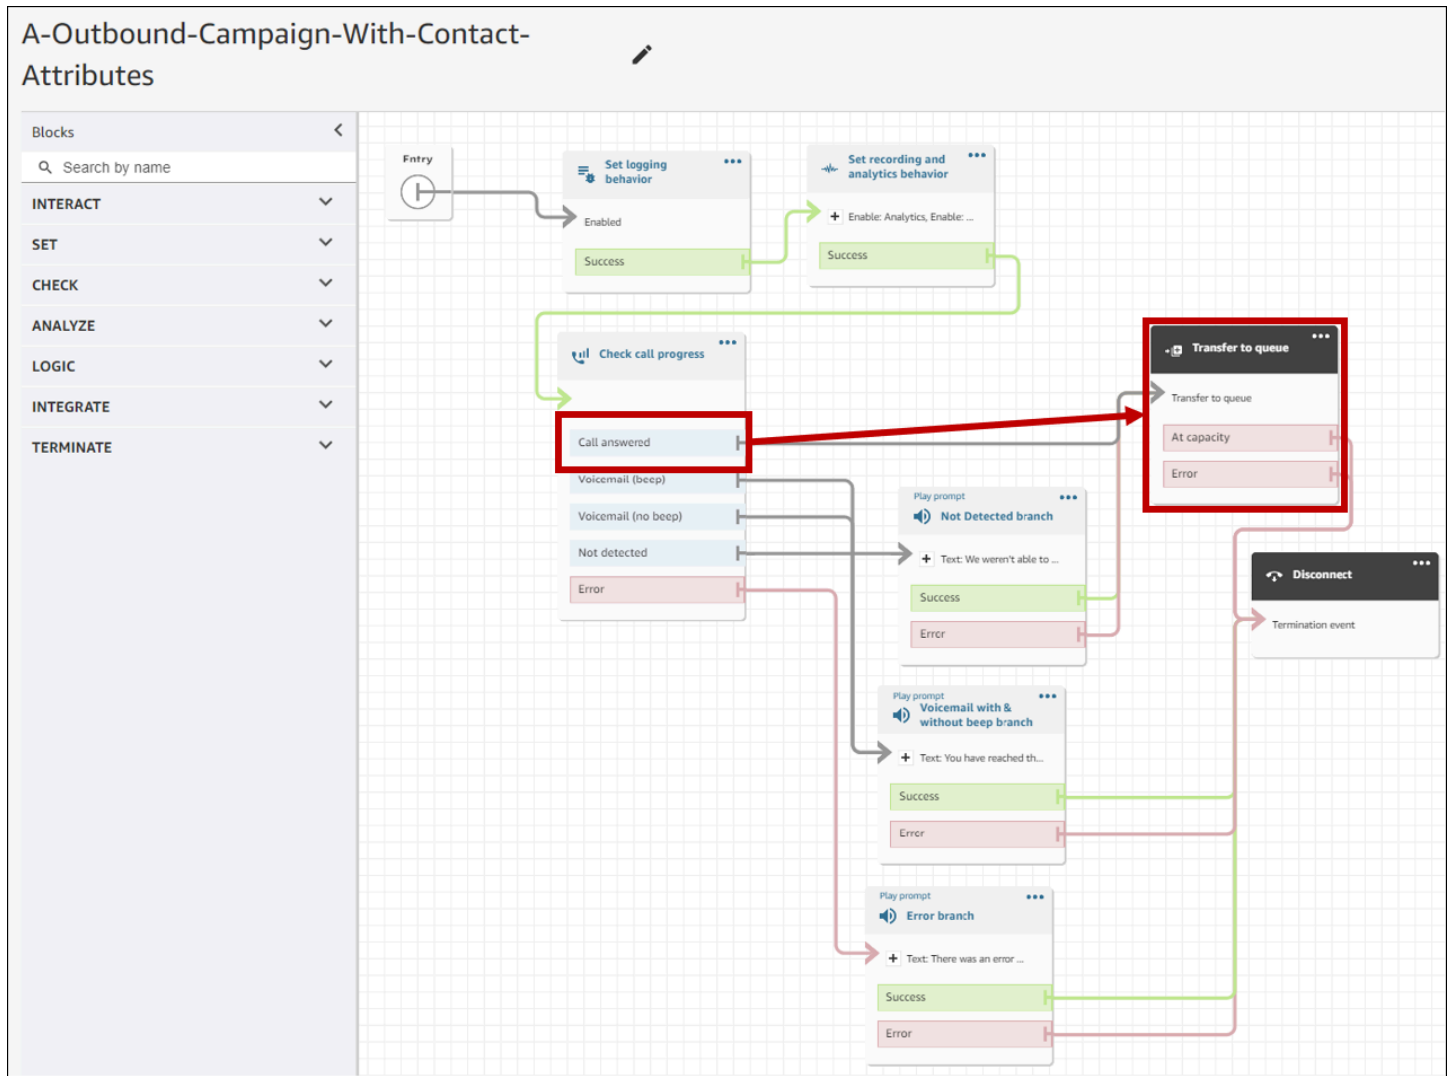 A-Outbound-Campaign-With-Contact-
Attributes
Blocks
Search by name
INTERACT
SET
CHECK
ANALYZE
LOGIC
INTEGRATE
TERMINATE
Entry
Set logging
behavior
Enabled
Success
Set recording and
analytics behavior
Enable: Analytics, Enable: ...
Success
Check call progress
Call answered
Voicemail (beep)
Voicemail (no beep)
Not detected
Error
Transfer to queue
Transfer to queue
At capacity
Error
Play prompt
Not Detected branch
Text: We weren't able to ...
Success
Error
Disconnect
Termination event
Play prompt
Voicemail with &
without beep branch
Text: You have reached th...
Success
Error
Play prompt
Error branch
Text: There was an error ...
Success
Error